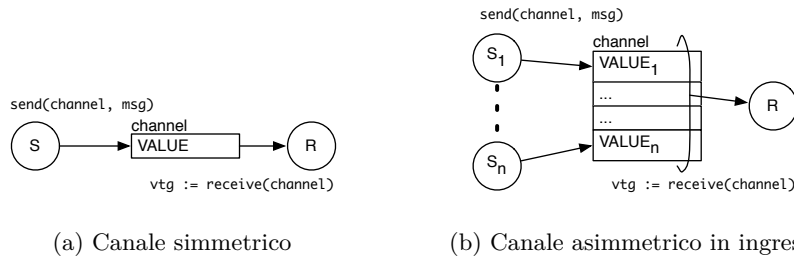 send(channel, msg)
S
channel
VALUE
R
vtg := receive(channel)
(a) Canale simmetrico
send(channel, msg)
S1
Sn
channel
VALUE1
...
...
VALUEn
R
vtg := receive(channel)
(b) Canale asimmetrico in